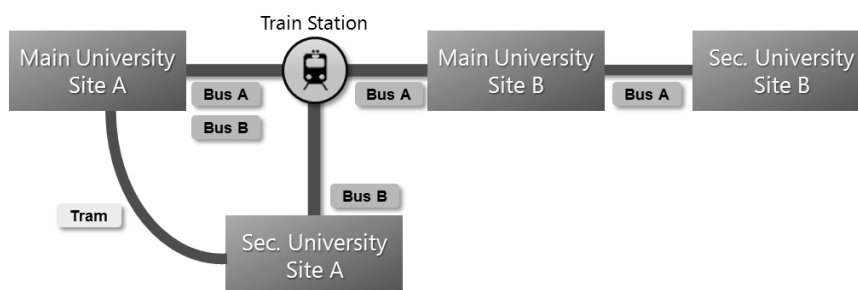 Train Station
Main University
Site A
Bus A
Bus B
Bus A
Main University
Site B
Bus A
Sec. University
Site B
Bus B
Tram
Sec. University
Site A